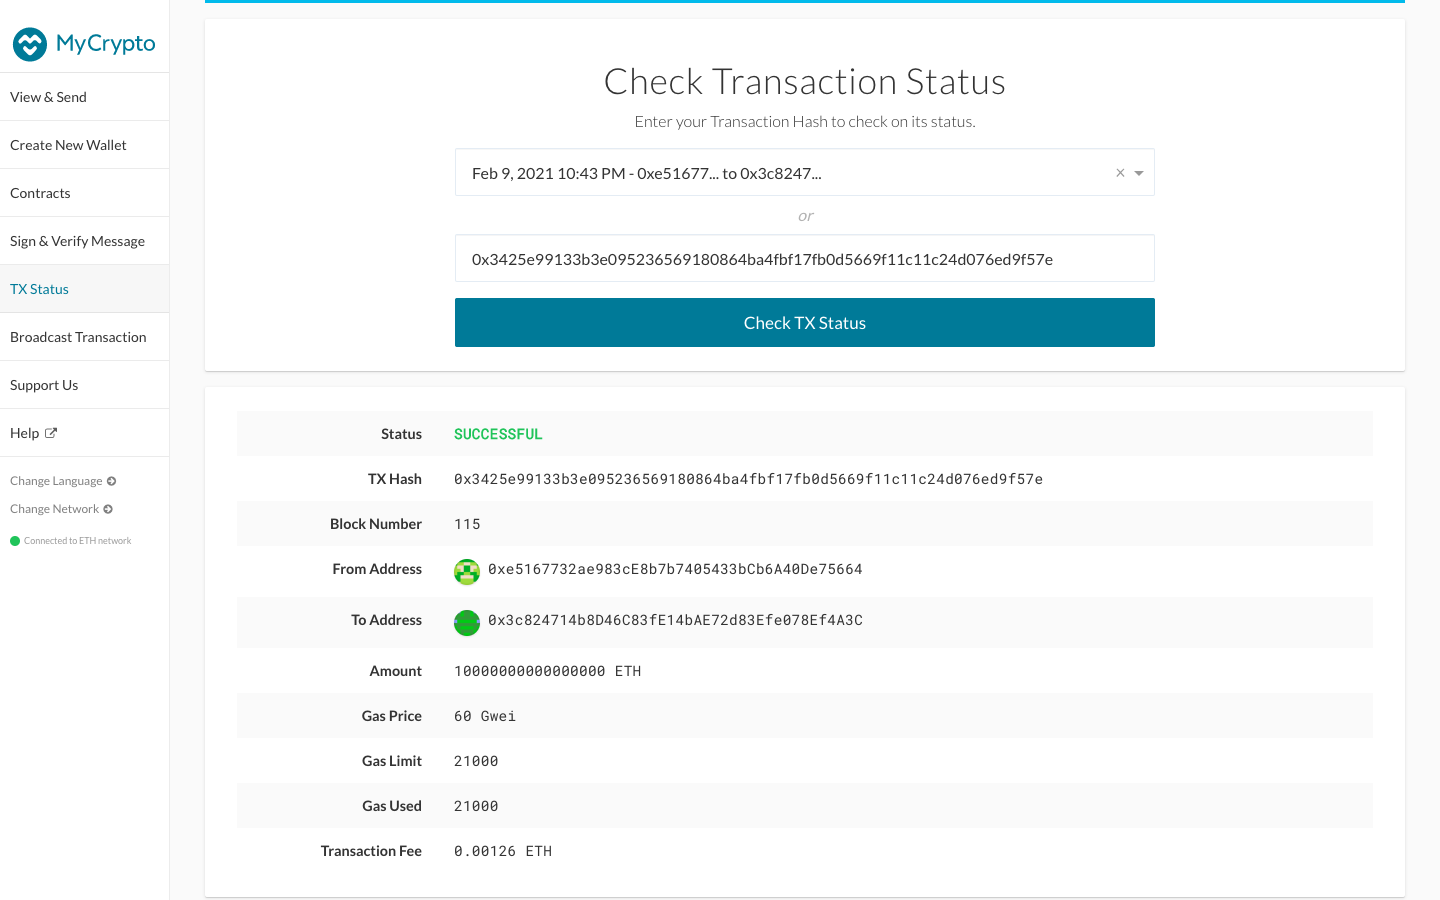 MyCrypto
View & Send
Create New Wallet
Contracts
Sign & Verify Message
TX Status
Broadcast Transaction
Support Us
Help
Change Language
Change Network
Connected to ETH network
Check Transaction Status
Enter your Transaction Hash to check on its status.
Feb 9, 2021 10:43 PM - 0xe51677... to 0x3c8247... ×
or
0x3425e99133b3e095236569180864ba4fbf17fb0d5669f11c11c24d076ed9f57e
Check TX Status
Status SUCCESSFUL
TX Hash 0x3425e99133b3e095236569180864ba4fbf17fb0d5669f11c11c24d076ed9f57e
Block Number 115
From Address 0xe5167732ae983cE8b7b7405433bCb6A40De75664
To Address 0x3c824714b8D46C83fE14bAE72d83Efe078Ef4A3C
Amount 10000000000000000 ETH
Gas Price 60 Gwei
Gas Limit 21000
Gas Used 21000
Transaction Fee 0.00126 ETH